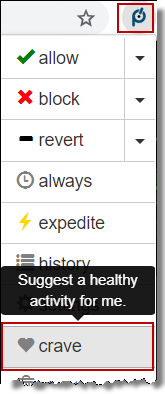 allow
block
revert
always
expedite
history
Suggest a healthy
activity for me.
crave